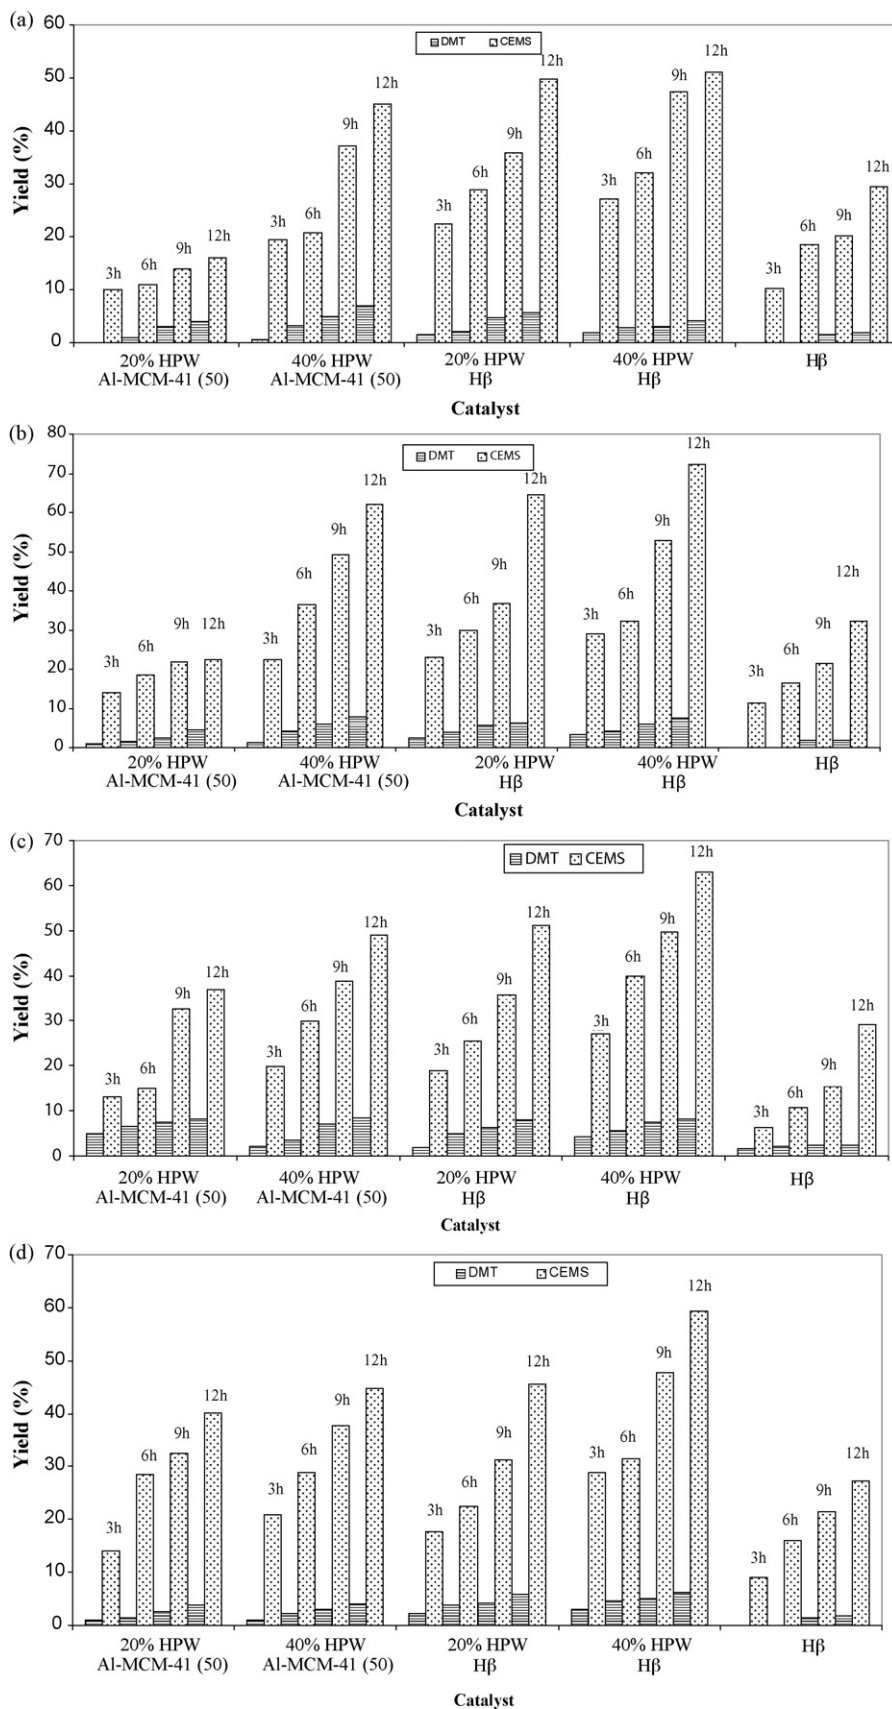 (a)
60
50
40
30
20
10
0
Yield (%)
DMT CEMS
3h 6h 9h 12h
3h 6h 9h 12h
3h 6h 9h 12h
3h 6h 9h 12h
3h 6h 9h 12h
20% HPW 40% HPW 20% HPW 40% HPW Hβ
Al-MCM-41 (50) Al-MCM-41 (50) Hβ Hβ
Catalyst
(b)
80
70
60
50
40
30
20
10
0
Yield (%)
DMT CEMS
3h 6h 9h 12h
3h 6h 9h 12h
3h 6h 9h 12h
3h 6h 9h 12h
3h 6h 9h 12h
20% HPW 40% HPW 20% HPW 40% HPW Hβ
Al-MCM-41 (50) Al-MCM-41 (50) Hβ Hβ
Catalyst
(c)
70
60
50
40
30
20
10
0
Yield (%)
DMT CEMS
3h 6h 9h 12h
3h 6h 9h 12h
3h 6h 9h 12h
3h 6h 9h 12h
3h 6h 9h 12h
20% HPW 40% HPW 20% HPW 40% HPW Hβ
Al-MCM-41 (50) Al-MCM-41 (50) Hβ Hβ
Catalyst
(d)
70
60
50
40
30
20
10
0
Yield (%)
DMT CEMS
3h 6h 9h 12h
3h 6h 9h 12h
3h 6h 9h 12h
3h 6h 9h 12h
3h 6h 9h 12h
20% HPW 40% HPW 20% HPW 40% HPW Hβ
Al-MCM-41 (50) Al-MCM-41 (50) Hβ Hβ
Catalyst